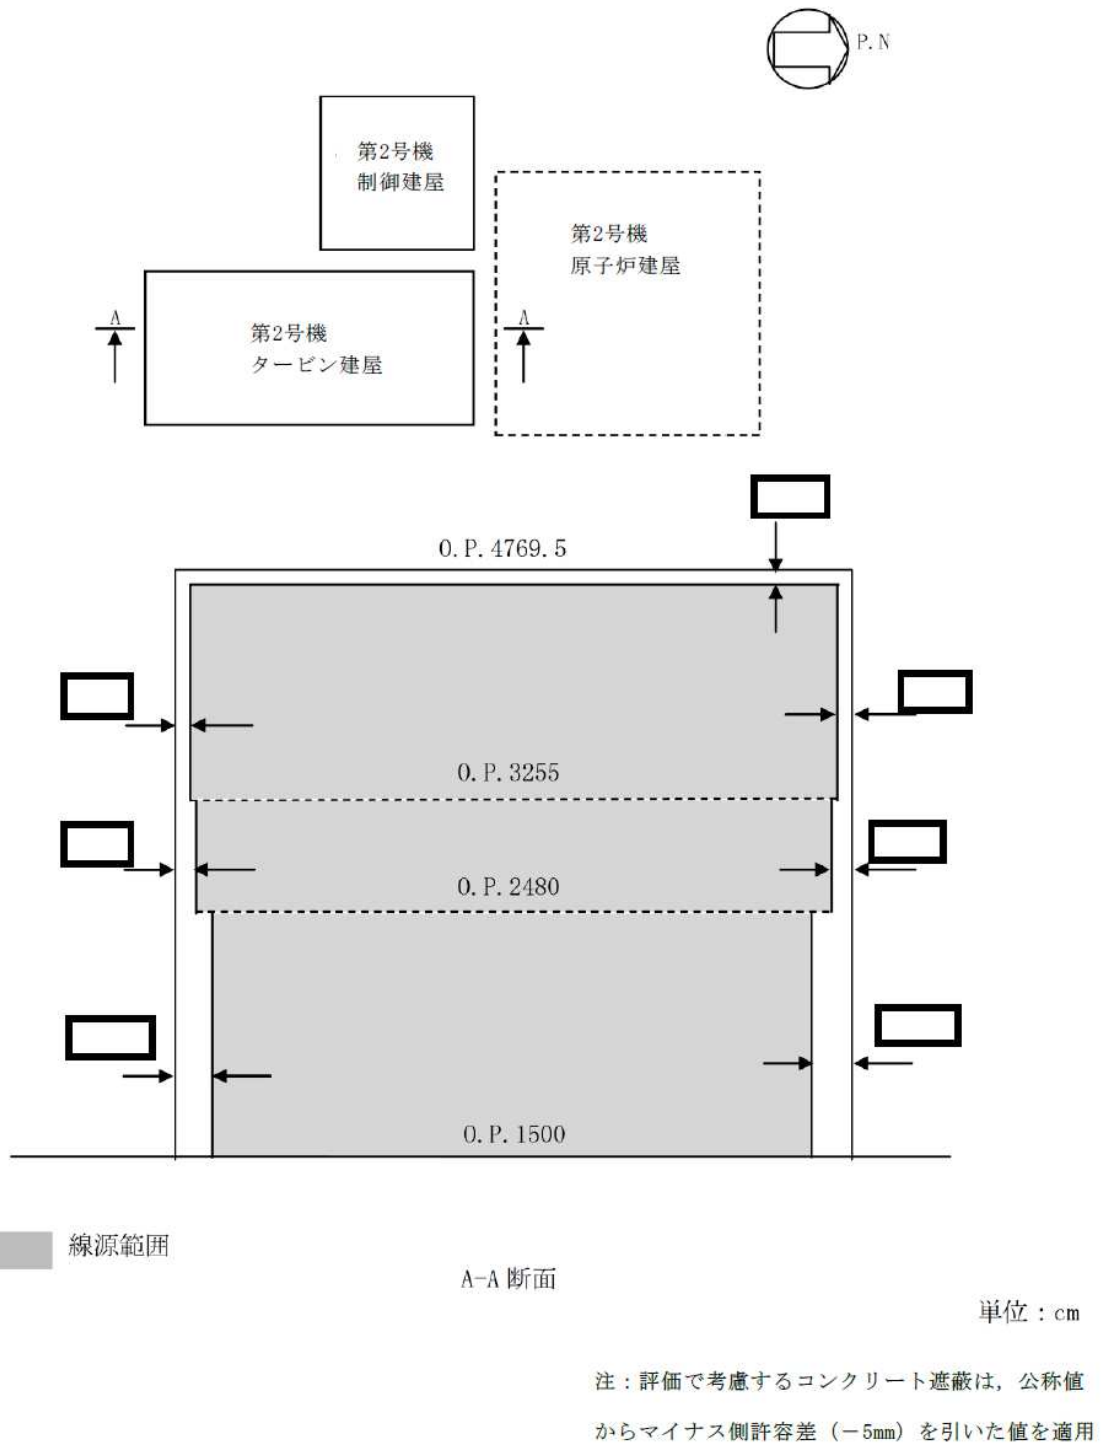 P.N
第2号機
制御建屋
第2号機
原子炉建屋
A
A
第2号機
タービン建屋
O.P.4769.5
O.P.3255
O.P.2480
O.P.1500
線源範囲
A-A 断面
単位：cm
注：評価で考慮するコンクリート遮蔽は，公称値
からマイナス側許容差（－5mm）を引いた値を適用